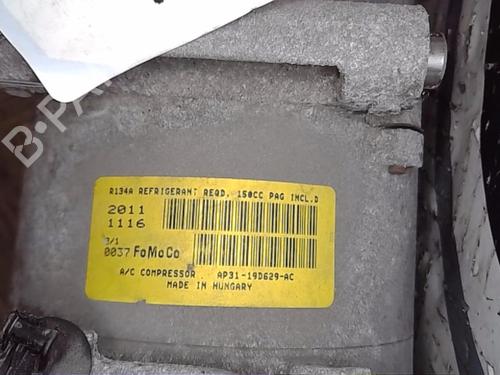 R134A REFRIGERANT REQD. 150CC PAG INCL.D
2011
1116
3/1
0037 FoMoCo
A/C COMPRESSOR AP31-19D629-AC
MADE IN HUNGARY
B-PA